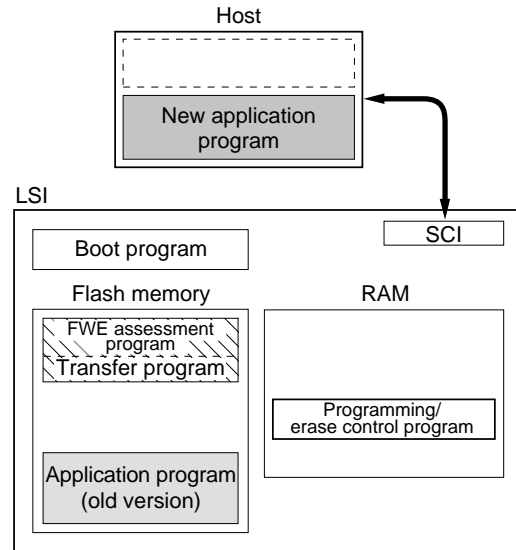 Host
New application
program
LSI
SCI
Boot program
Flash memory
RAM
FWE assessment
program
Transfer program
Programming/
erase control program
Application program
(old version)